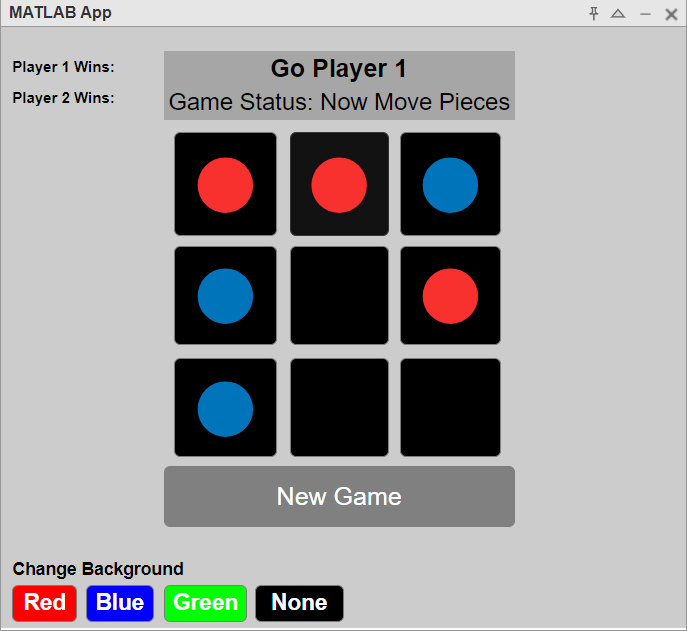 MATLAB App
Player 1 Wins:
Go Player 1
Player 2 Wins:
Game Status: Now Move Pieces
New Game
Change Background
Red Blue Green None